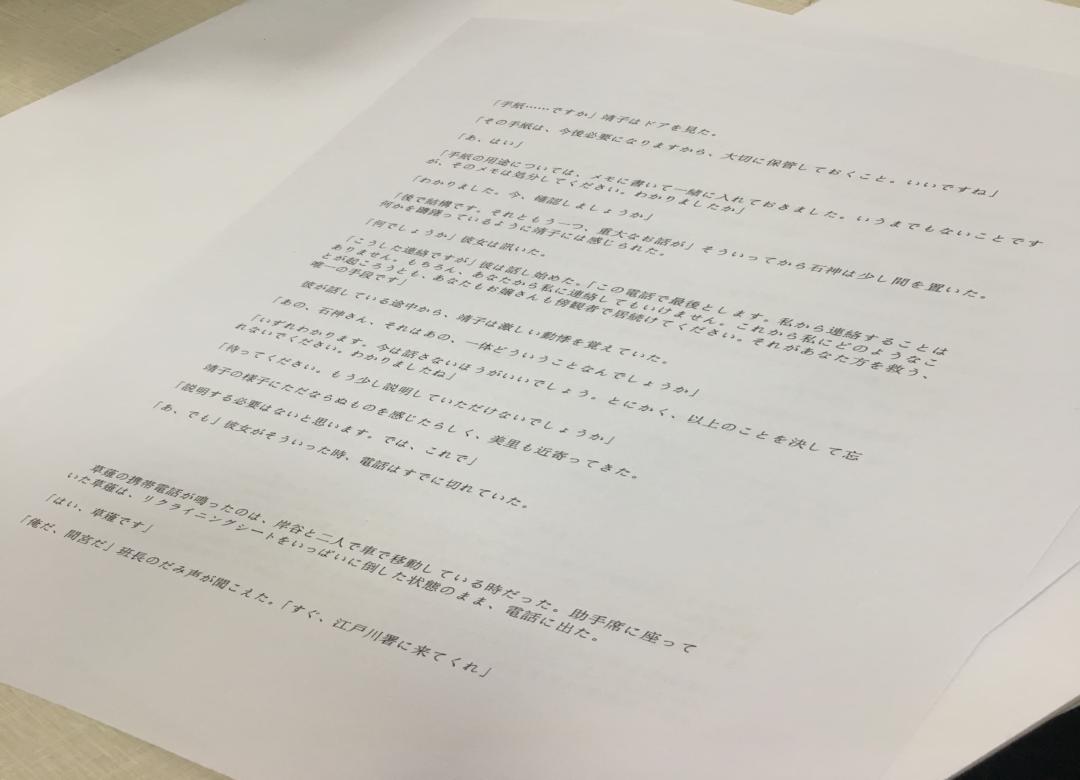 「手紙……ですか」靖子はドアを見た。
「その手紙は、今後必要になりますから、大切に保管しておくこと。いいですね」
「あ、はい」
「手紙の用途については、メモに書いて一緒に入れておきました。いうまでもないことです
が、そのメモは処分してください。わかりましたか」
「わかりました。今、確認しましょうか」
「後で結構です。それともう一つ、重大なお話が」そういってから石神は少し間を置いた。
何かを躊躇っているように靖子には感じられた。
「何でしょうか」彼女は訊いた。
「こうした連絡ですが」彼は話し始めた。「この電話で最後とします。私から連絡することは
ありません。もちろん、あなたから私に連絡してもいけません。これから私にどのようなこ
とが起ころうとも、あなたもお嬢さんも傍観者で居続けてください。それがあなた方を救う、
唯一の手段です」
彼が話している途中から、靖子は激しい動悸を覚えていた。
「あの、石神さん、それはあの、一体どういうことなんでしょうか」
「いずれわかります。今は話さないほうがいいでしょう。とにかく、以上のことを決して忘
れないでください。わかりましたね」
「待ってください。もう少し説明していただけないでしょうか」
靖子の様子にただならぬものを感じたらしく、美里も近寄ってきた。
「説明する必要はないと思います。では、これで」
「あ、でも」彼女がそういった時、電話はすでに切れていた。
草薙の携帯電話が鳴ったのは、岸谷と二人で車で移動している時だった。助手席に座って
いた草薙は、リクライニングシートをいっぱいに倒した状態のまま、電話に出た。
「はい、草薙です」
「俺だ、間宮だ」班長のだみ声が聞こえた。「すぐ、江戸川署に来てくれ」